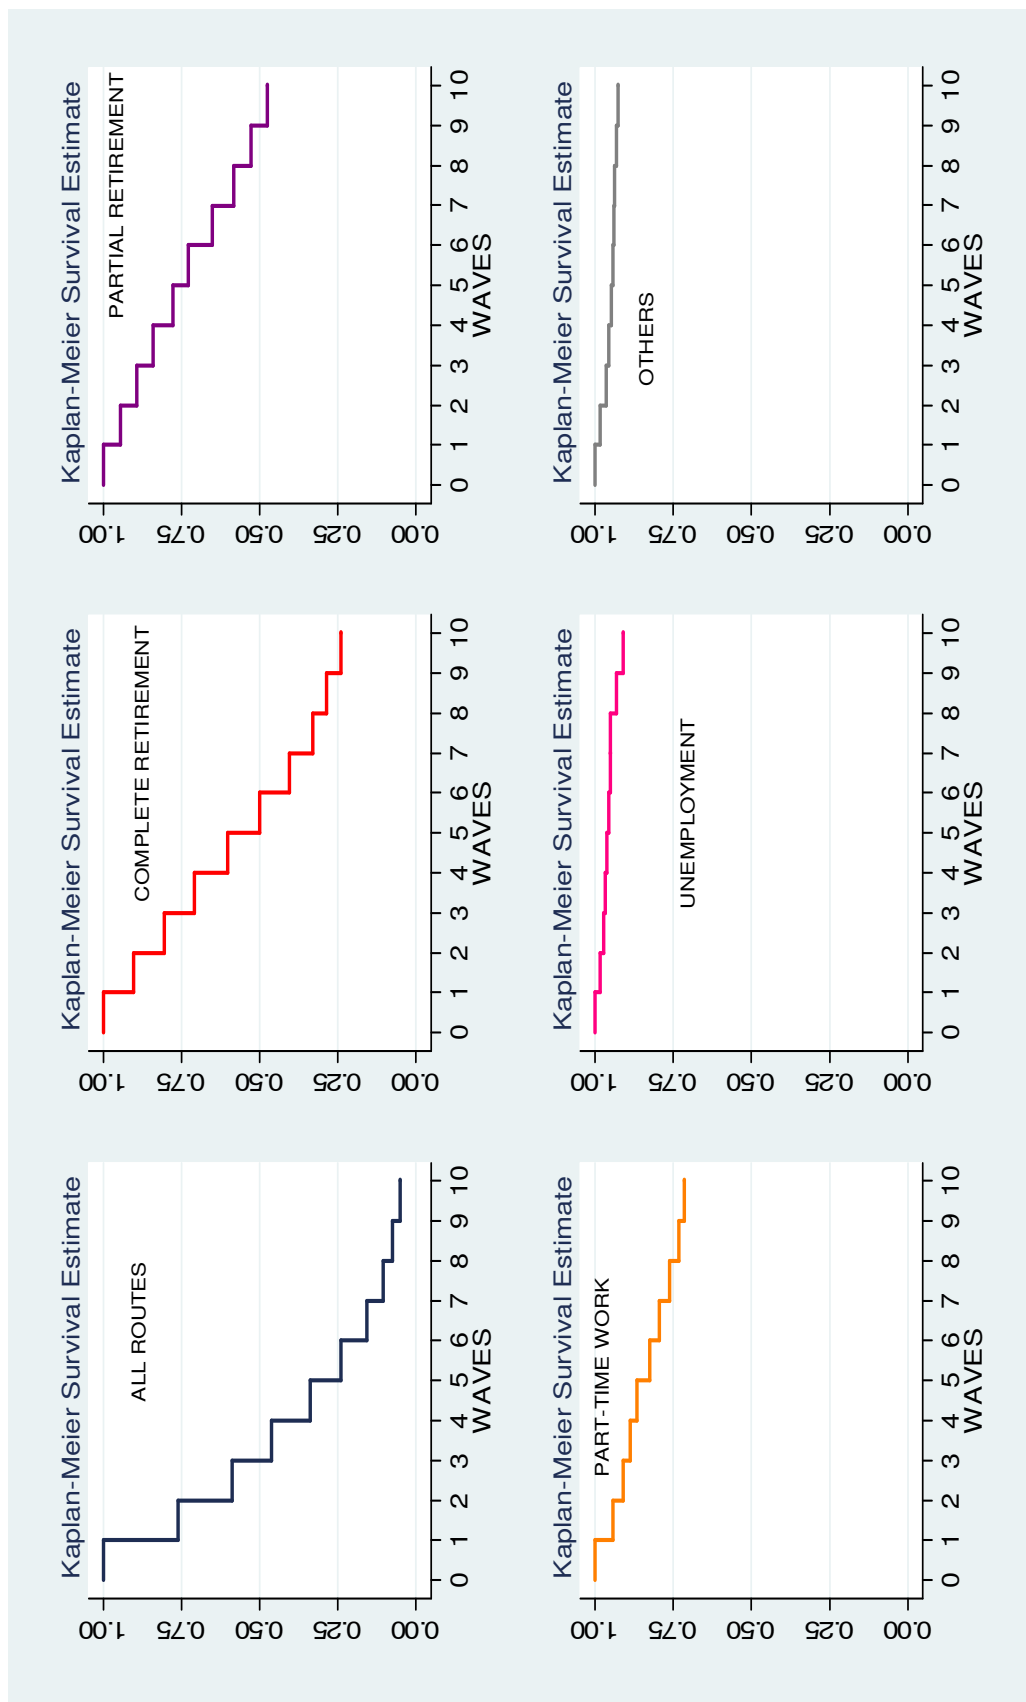 Kaplan-Meier Survival Estimate
ALL ROUTES
1.00
0.75
0.50
0.25
0.00
0 1 2 3 4 5 6 7 8 9 10
WAVES
Kaplan-Meier Survival Estimate
COMPLETE RETIREMENT
1.00
0.75
0.50
0.25
0.00
0 1 2 3 4 5 6 7 8 9 10
WAVES
Kaplan-Meier Survival Estimate
PARTIAL RETIREMENT
1.00
0.75
0.50
0.25
0.00
0 1 2 3 4 5 6 7 8 9 10
WAVES
Kaplan-Meier Survival Estimate
PART-TIME WORK
1.00
0.75
0.50
0.25
0.00
0 1 2 3 4 5 6 7 8 9 10
WAVES
Kaplan-Meier Survival Estimate
UNEMPLOYMENT
1.00
0.75
0.50
0.25
0.00
0 1 2 3 4 5 6 7 8 9 10
WAVES
Kaplan-Meier Survival Estimate
OTHERS
1.00
0.75
0.50
0.25
0.00
0 1 2 3 4 5 6 7 8 9 10
WAVES